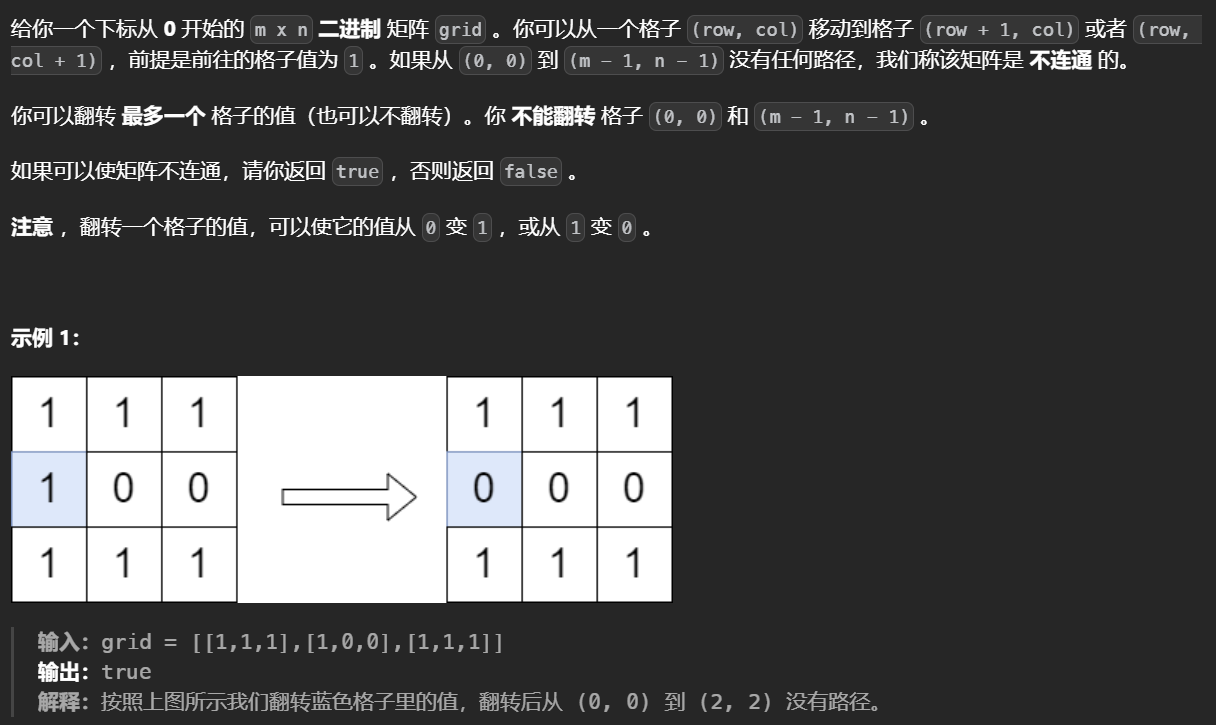 给你一个下标从 0 开始的 m x n 二进制 矩阵 grid 。你可以从一个格子 (row, col) 移动到格子 (row + 1, col) 或者 (row,
col + 1) ，前提是前往的格子值为 1 。如果从 (0, 0) 到 (m - 1, n - 1) 没有任何路径，我们称该矩阵是 不连通 的。
你可以翻转 最多一个 格子的值（也可以不翻转）。你 不能翻转 格子 (0, 0) 和 (m - 1, n - 1) 。
如果可以使矩阵不连通，请你返回 true ，否则返回 false 。
注意 ，翻转一个格子的值，可以使它的值从 0 变 1 ，或从 1 变 0 。
示例 1：
1 1 1 1 1 1
1 0 0 0 0 0
1 1 1 1 1 1
输入：grid = [[1,1,1],[1,0,0],[1,1,1]]
输出：true
解释：按照上图所示我们翻转蓝色格子里的值，翻转后从 (0, 0) 到 (2, 2) 没有路径。